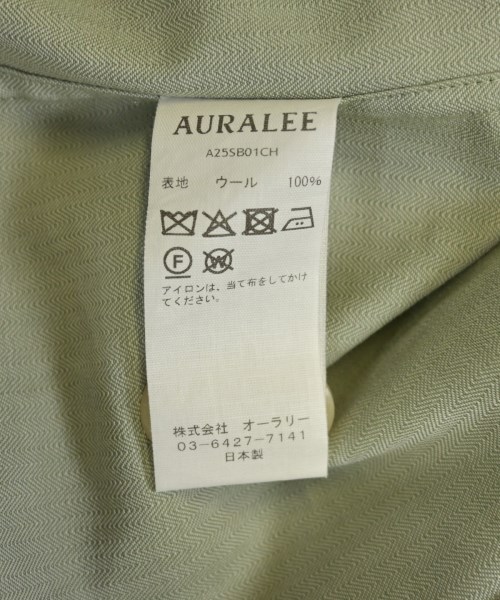 AURALEE
A25SB01CH
表地 ウール 100%
F W
アイロンは、当て布をしてかけ
てください。
株式会社 オーラリー
03-6427-7141
日本製